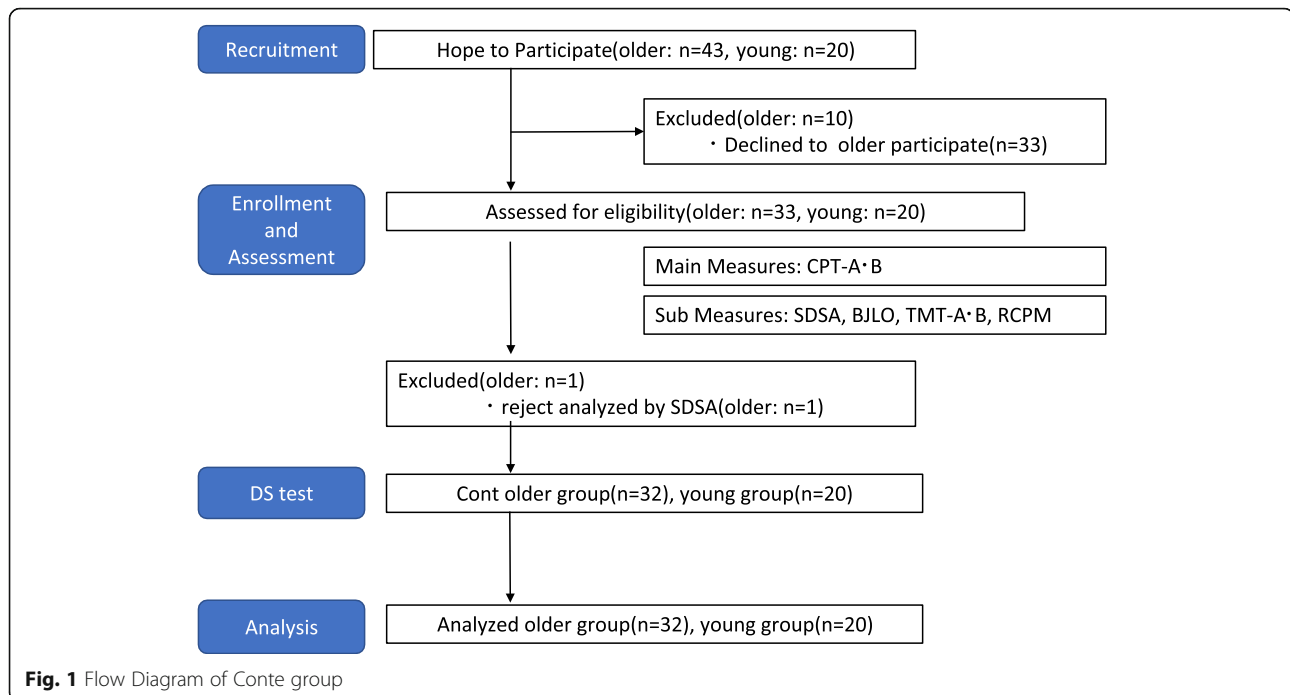 Recruitment
Hope to Participate(older: n=43, young: n=20)
Excluded(older: n=10)
・Declined to older participate(n=33)
Enrollment
and
Assessment
Assessed for eligibility(older: n=33, young: n=20)
Main Measures: CPT-A・B
Sub Measures: SDSA, BJLO, TMT-A・B, RCPM
Excluded(older: n=1)
・reject analyzed by SDSA(older: n=1)
DS test
Cont older group(n=32), young group(n=20)
Analysis
Analyzed older group(n=32), young group(n=20)
Fig. 1 Flow Diagram of Conte group